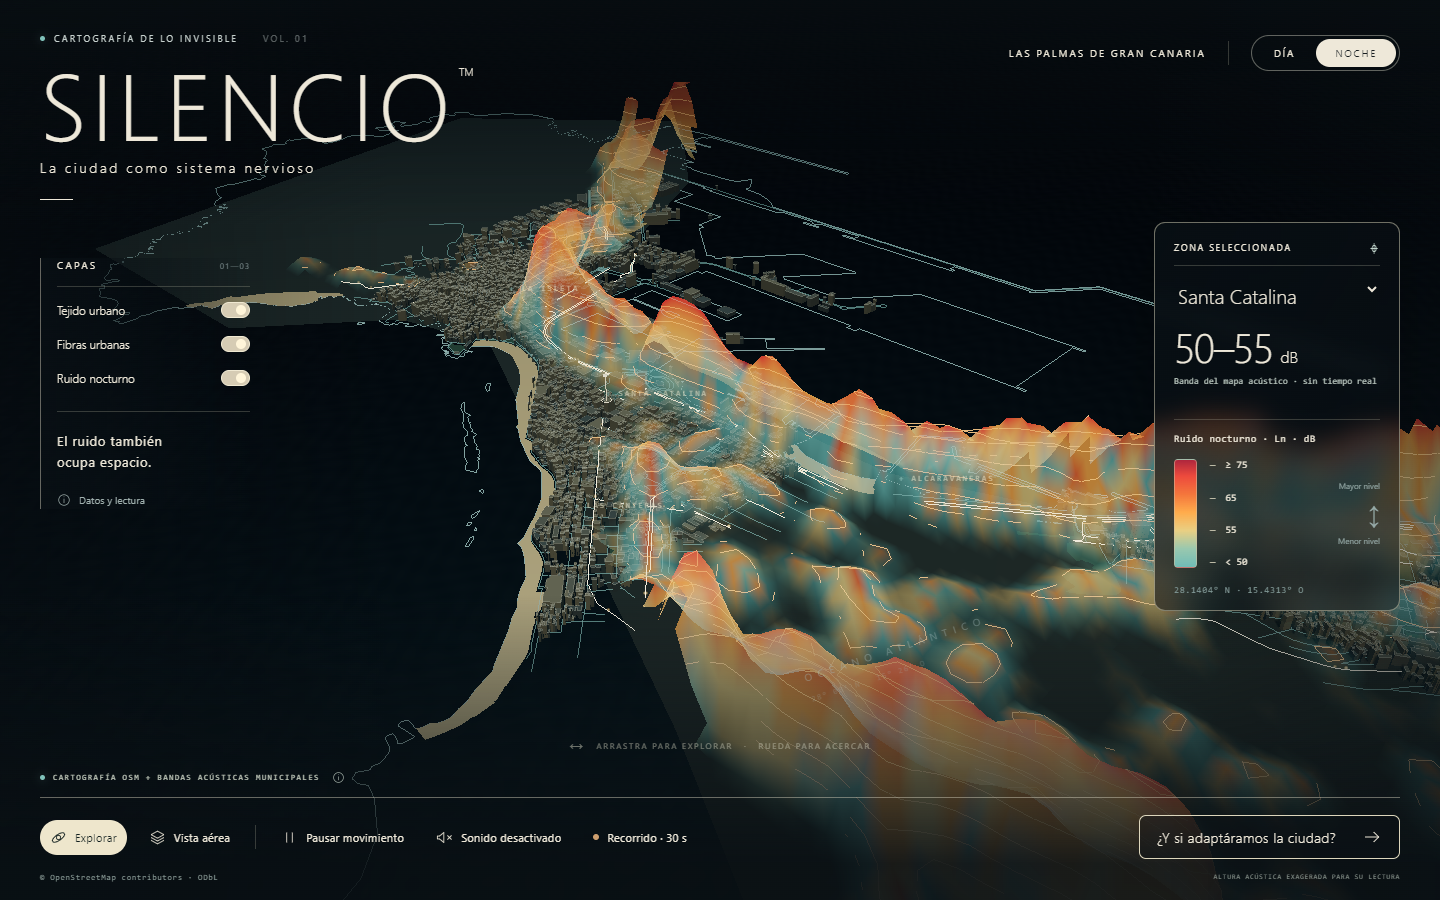 CARTOGRAFÍA DE LO INVISIBLE VOL. 01
SILENCIO™
La ciudad como sistema nervioso
LAS PALMAS DE GRAN CANARIA
DÍA
NOCHE
CAPAS 01—03
Tejido urbano
Fibras urbanas
Ruido nocturno
El ruido también
ocupa espacio.
Datos y lectura
LA ISLETA
SANTA CATALINA
ALCARAVANERAS
OCÉANO ATLÁNTICO
ZONA SELECCIONADA
Santa Catalina
50—55 dB
Banda del mapa acústico · sin tiempo real
Ruido nocturno · Ln · dB
— ≥ 75
— 65
— 55
— < 50
Mayor nivel
Menor nivel
28.1404° N · 15.4313° O
ARRASTRA PARA EXPLORAR · RUEDA PARA ACERCAR
CARTOGRAFÍA OSM + BANDAS ACÚSTICAS MUNICIPALES
Explorar
Vista aérea
Pausar movimiento
Sonido desactivado
Recorrido · 30 s
¿Y si adaptáramos la ciudad?
© OpenStreetMap contributors · ODbL
ALTURA ACÚSTICA EXAGERADA PARA SU LECTURA